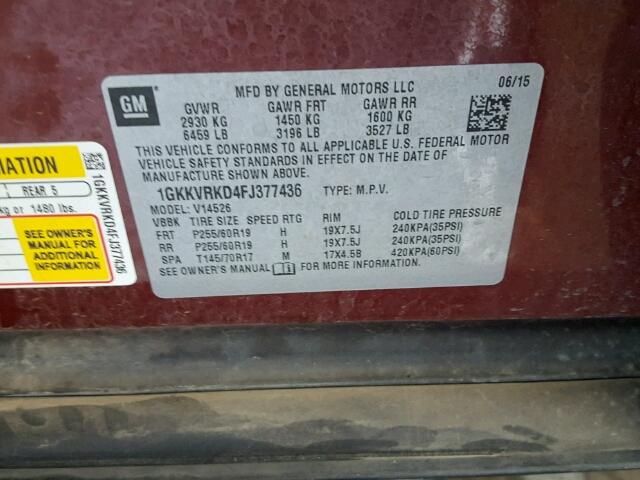 GM
MFD BY GENERAL MOTORS LLC 06/15
GVWR GAWR FRT GAWR RR
2930 KG 1450 KG 1600 KG
6459 LB 3196 LB 3527 LB
THIS VEHICLE CONFORMS TO ALL APPLICABLE U.S. FEDERAL MOTOR
VEHICLE SAFETY STANDARDS IN EFFECT ON THE DATE OF
MANUFACTURE SHOWN ABOVE.
1GKKVRKD4FJ377436 TYPE: M.P.V.
MODEL: V14526
VBBK TIRE SIZE SPEED RTG RIM COLD TIRE PRESSURE
FRT P255/60R19 H 19X7.5J 240KPA(35PSI)
RR P255/60R19 H 19X7.5J 240KPA(35PSI)
SPA T145/70R17 M 17X4.5B 420KPA(60PSI)
SEE OWNER'S MANUAL FOR MORE INFORMATION.
MATION
REAR 5
kg or 1480 lbs.
SEE OWNER'S
MANUAL FOR
ADDITIONAL
INFORMATION
1GKKVRKD4FJ377436